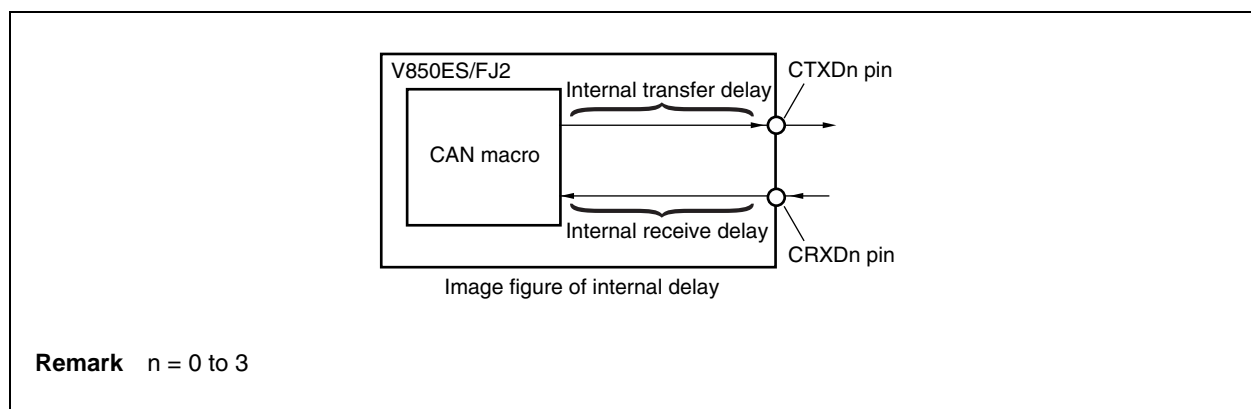 V850ES/FJ2
CTXDn pin
Internal transfer delay
CAN macro
Internal receive delay
CRXDn pin
Image figure of internal delay
Remark n = 0 to 3